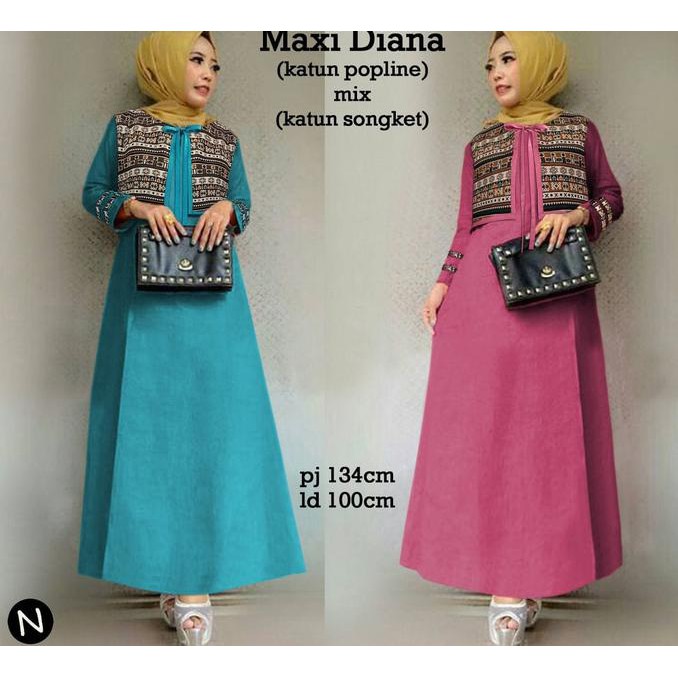 Maxi Diana
(katun popline)
mix
(katun songket)
pj 134cm
ld 100cm
N